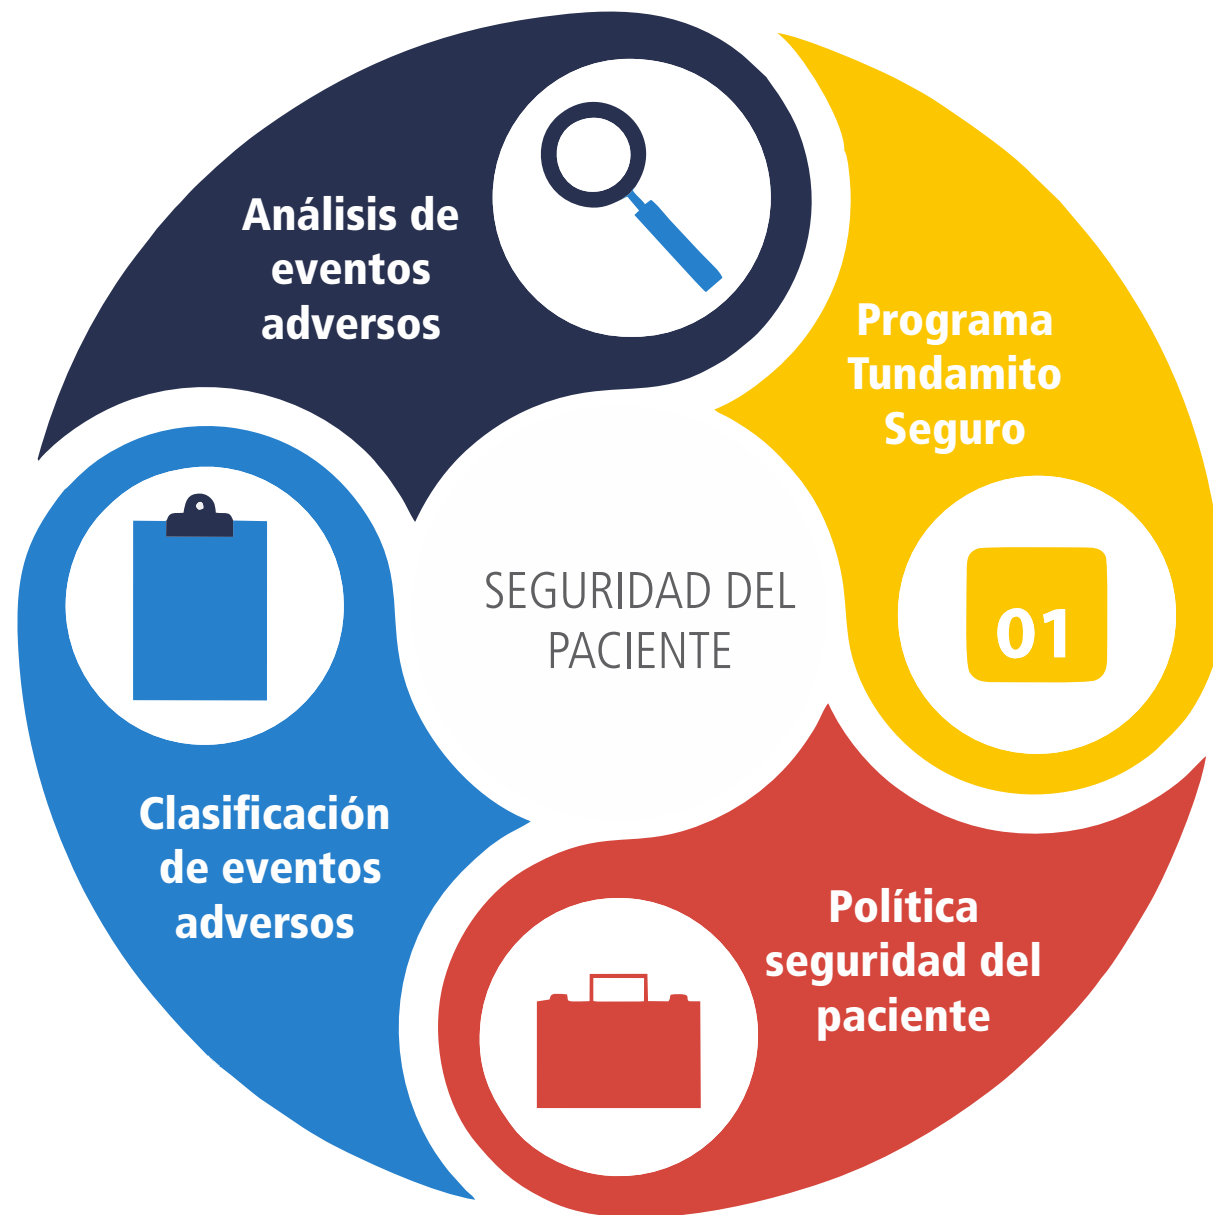 Análisis de
eventos
adversos
Programa
Tundamito
Seguro
01
SEGURIDAD DEL
PACIENTE
Clasificación
de eventos
adversos
Política
seguridad del
paciente